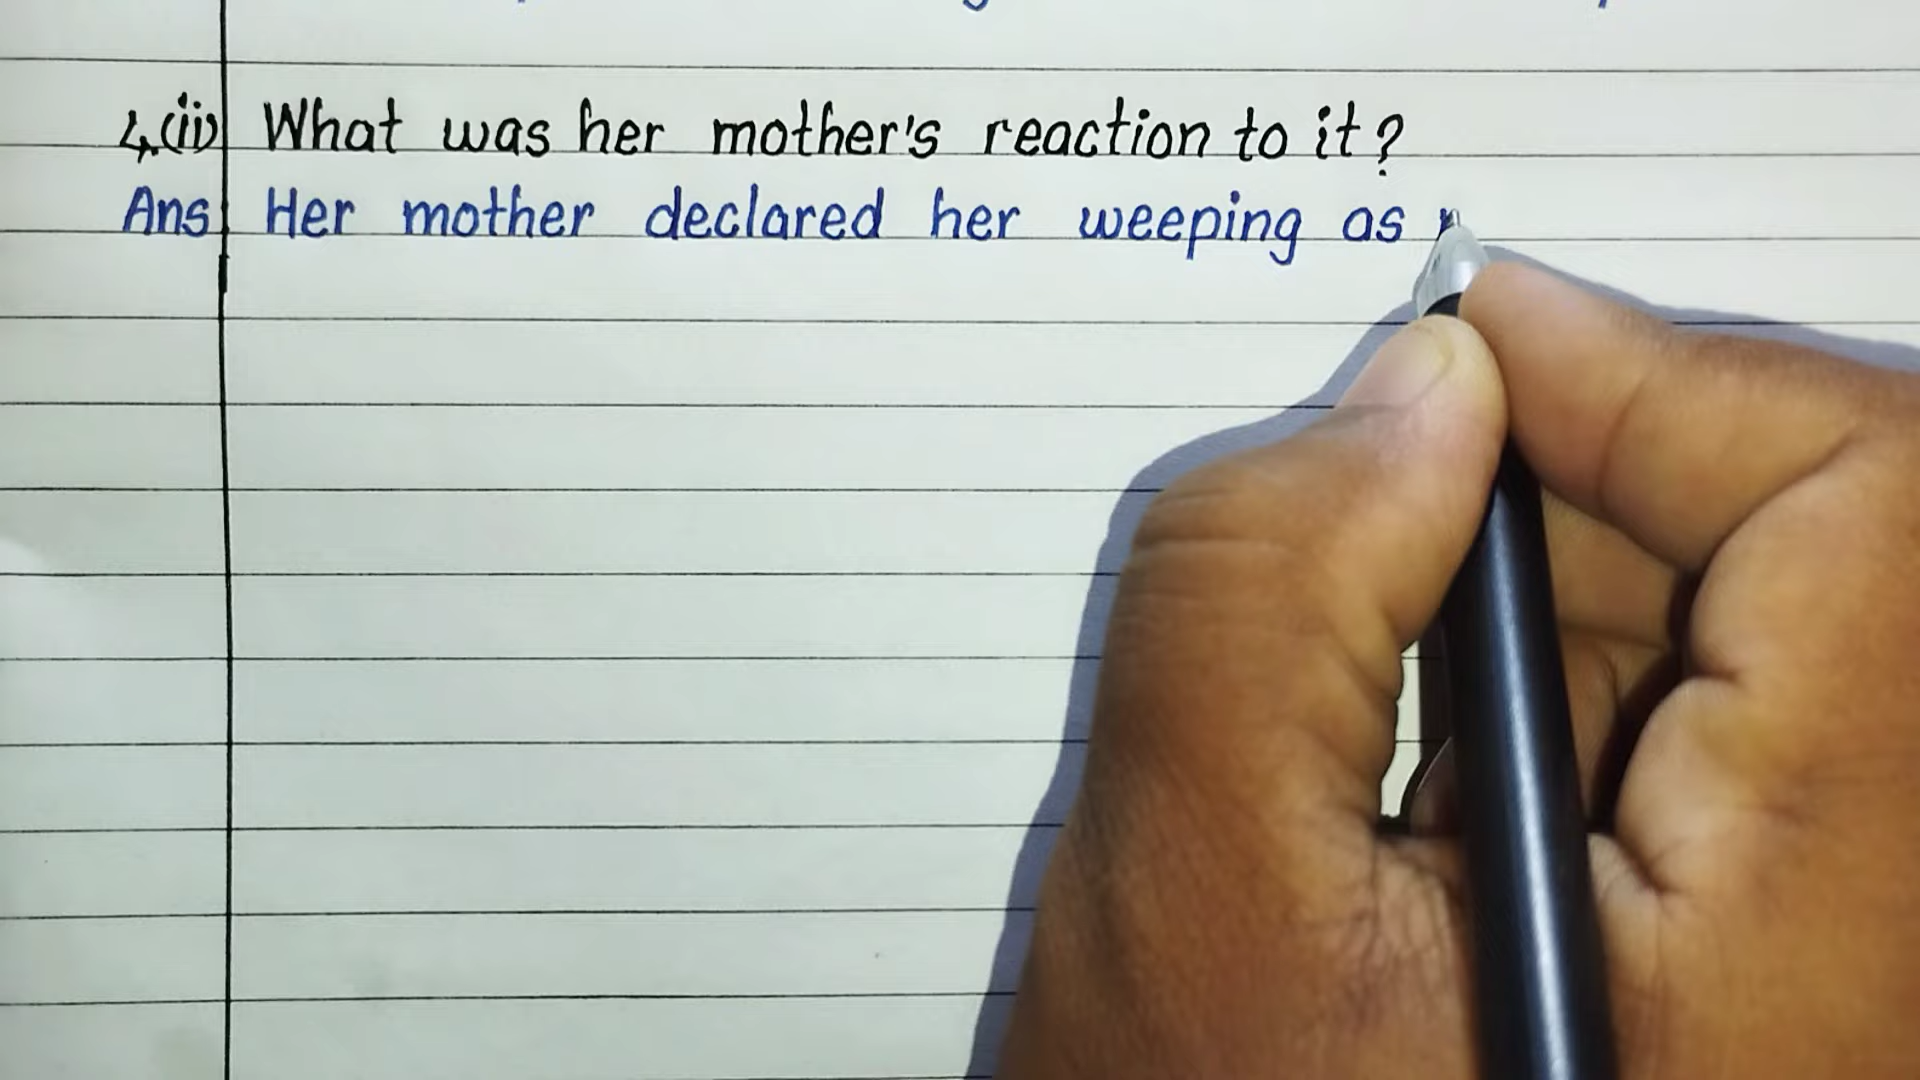 4.(ii) What was her mother's reaction to it?
Ans Her mother declared her weeping as